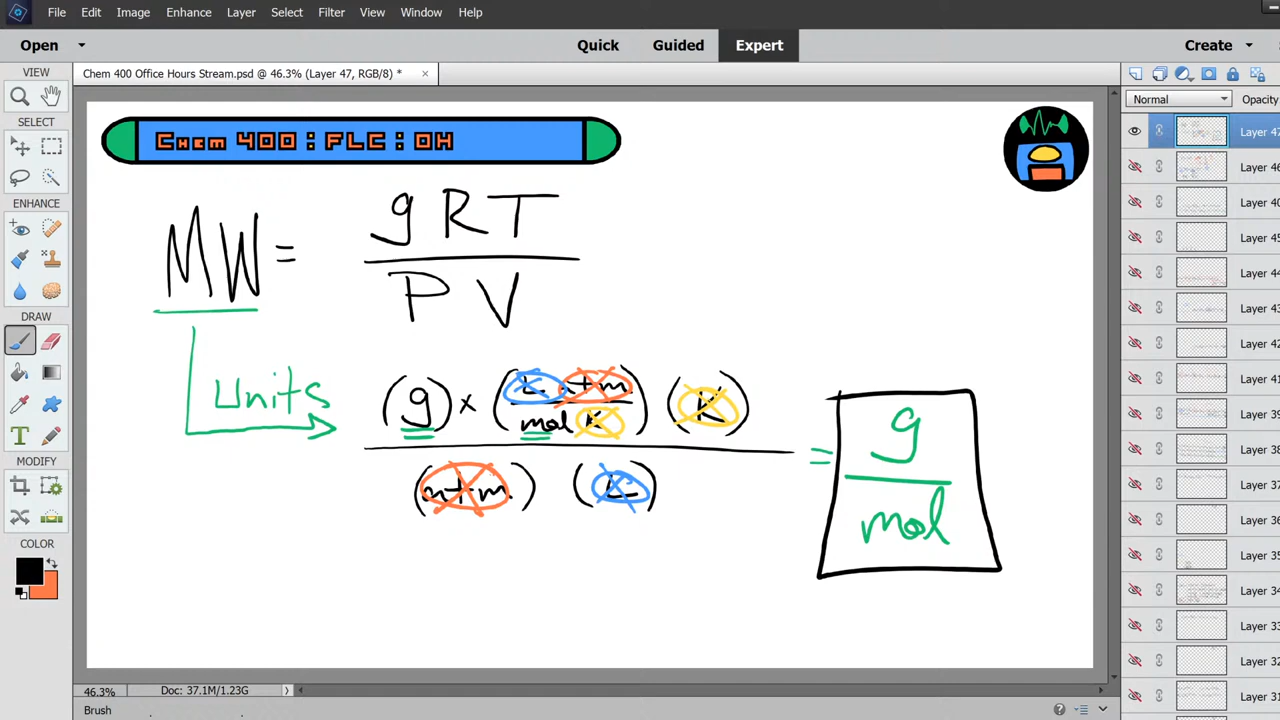 File Edit Image Enhance Layer Select Filter View Window Help
Open Quick Guided Expert Create
VIEW
Chem 400 Office Hours Stream.psd @ 46.3% (Layer 47, RGB/8) *
Normal Opacity
SELECT
ENHANCE
DRAW
MODIFY
COLOR
Chem 400 : FLC : OH
MW = g R T
P V
Units
(g) x (L atm) (K)
mol K
(atm) (L)
= g
mol
Layer 47
Layer 46
Layer 40
Layer 45
Layer 44
Layer 43
Layer 42
Layer 41
Layer 39
Layer 38
Layer 37
Layer 36
Layer 35
Layer 34
Layer 33
Layer 32
Layer 31
46.3% Doc: 37.1M/1.23G
Brush